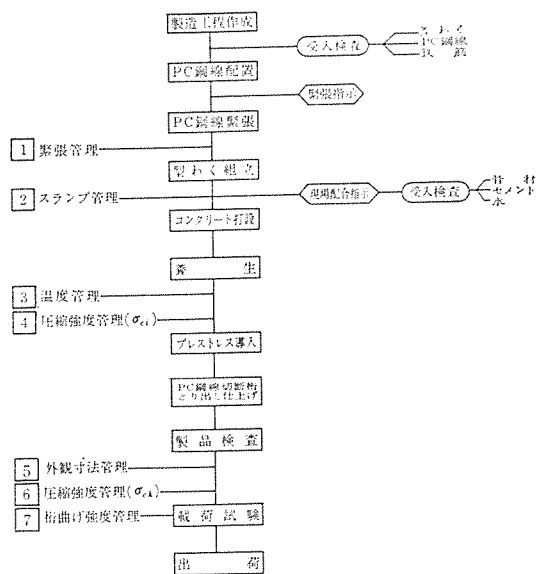 製造工程作成
受入検査
型わく
PC鋼線
鉄筋
PC鋼線配置
緊張指示
PC鋼線緊張
1 緊張管理
型わく組立
2 スランプ管理
現場配合指示
受入検査
骨材
セメント
水
コンクリート打設
養生
3 温度管理
4 圧縮強度管理(σci)
プレストレス導入
PC鋼線切断桁
とり出し仕上げ
製品検査
5 外観寸法管理
6 圧縮強度管理(σck)
7 桁曲げ強度管理
載荷試験
出荷